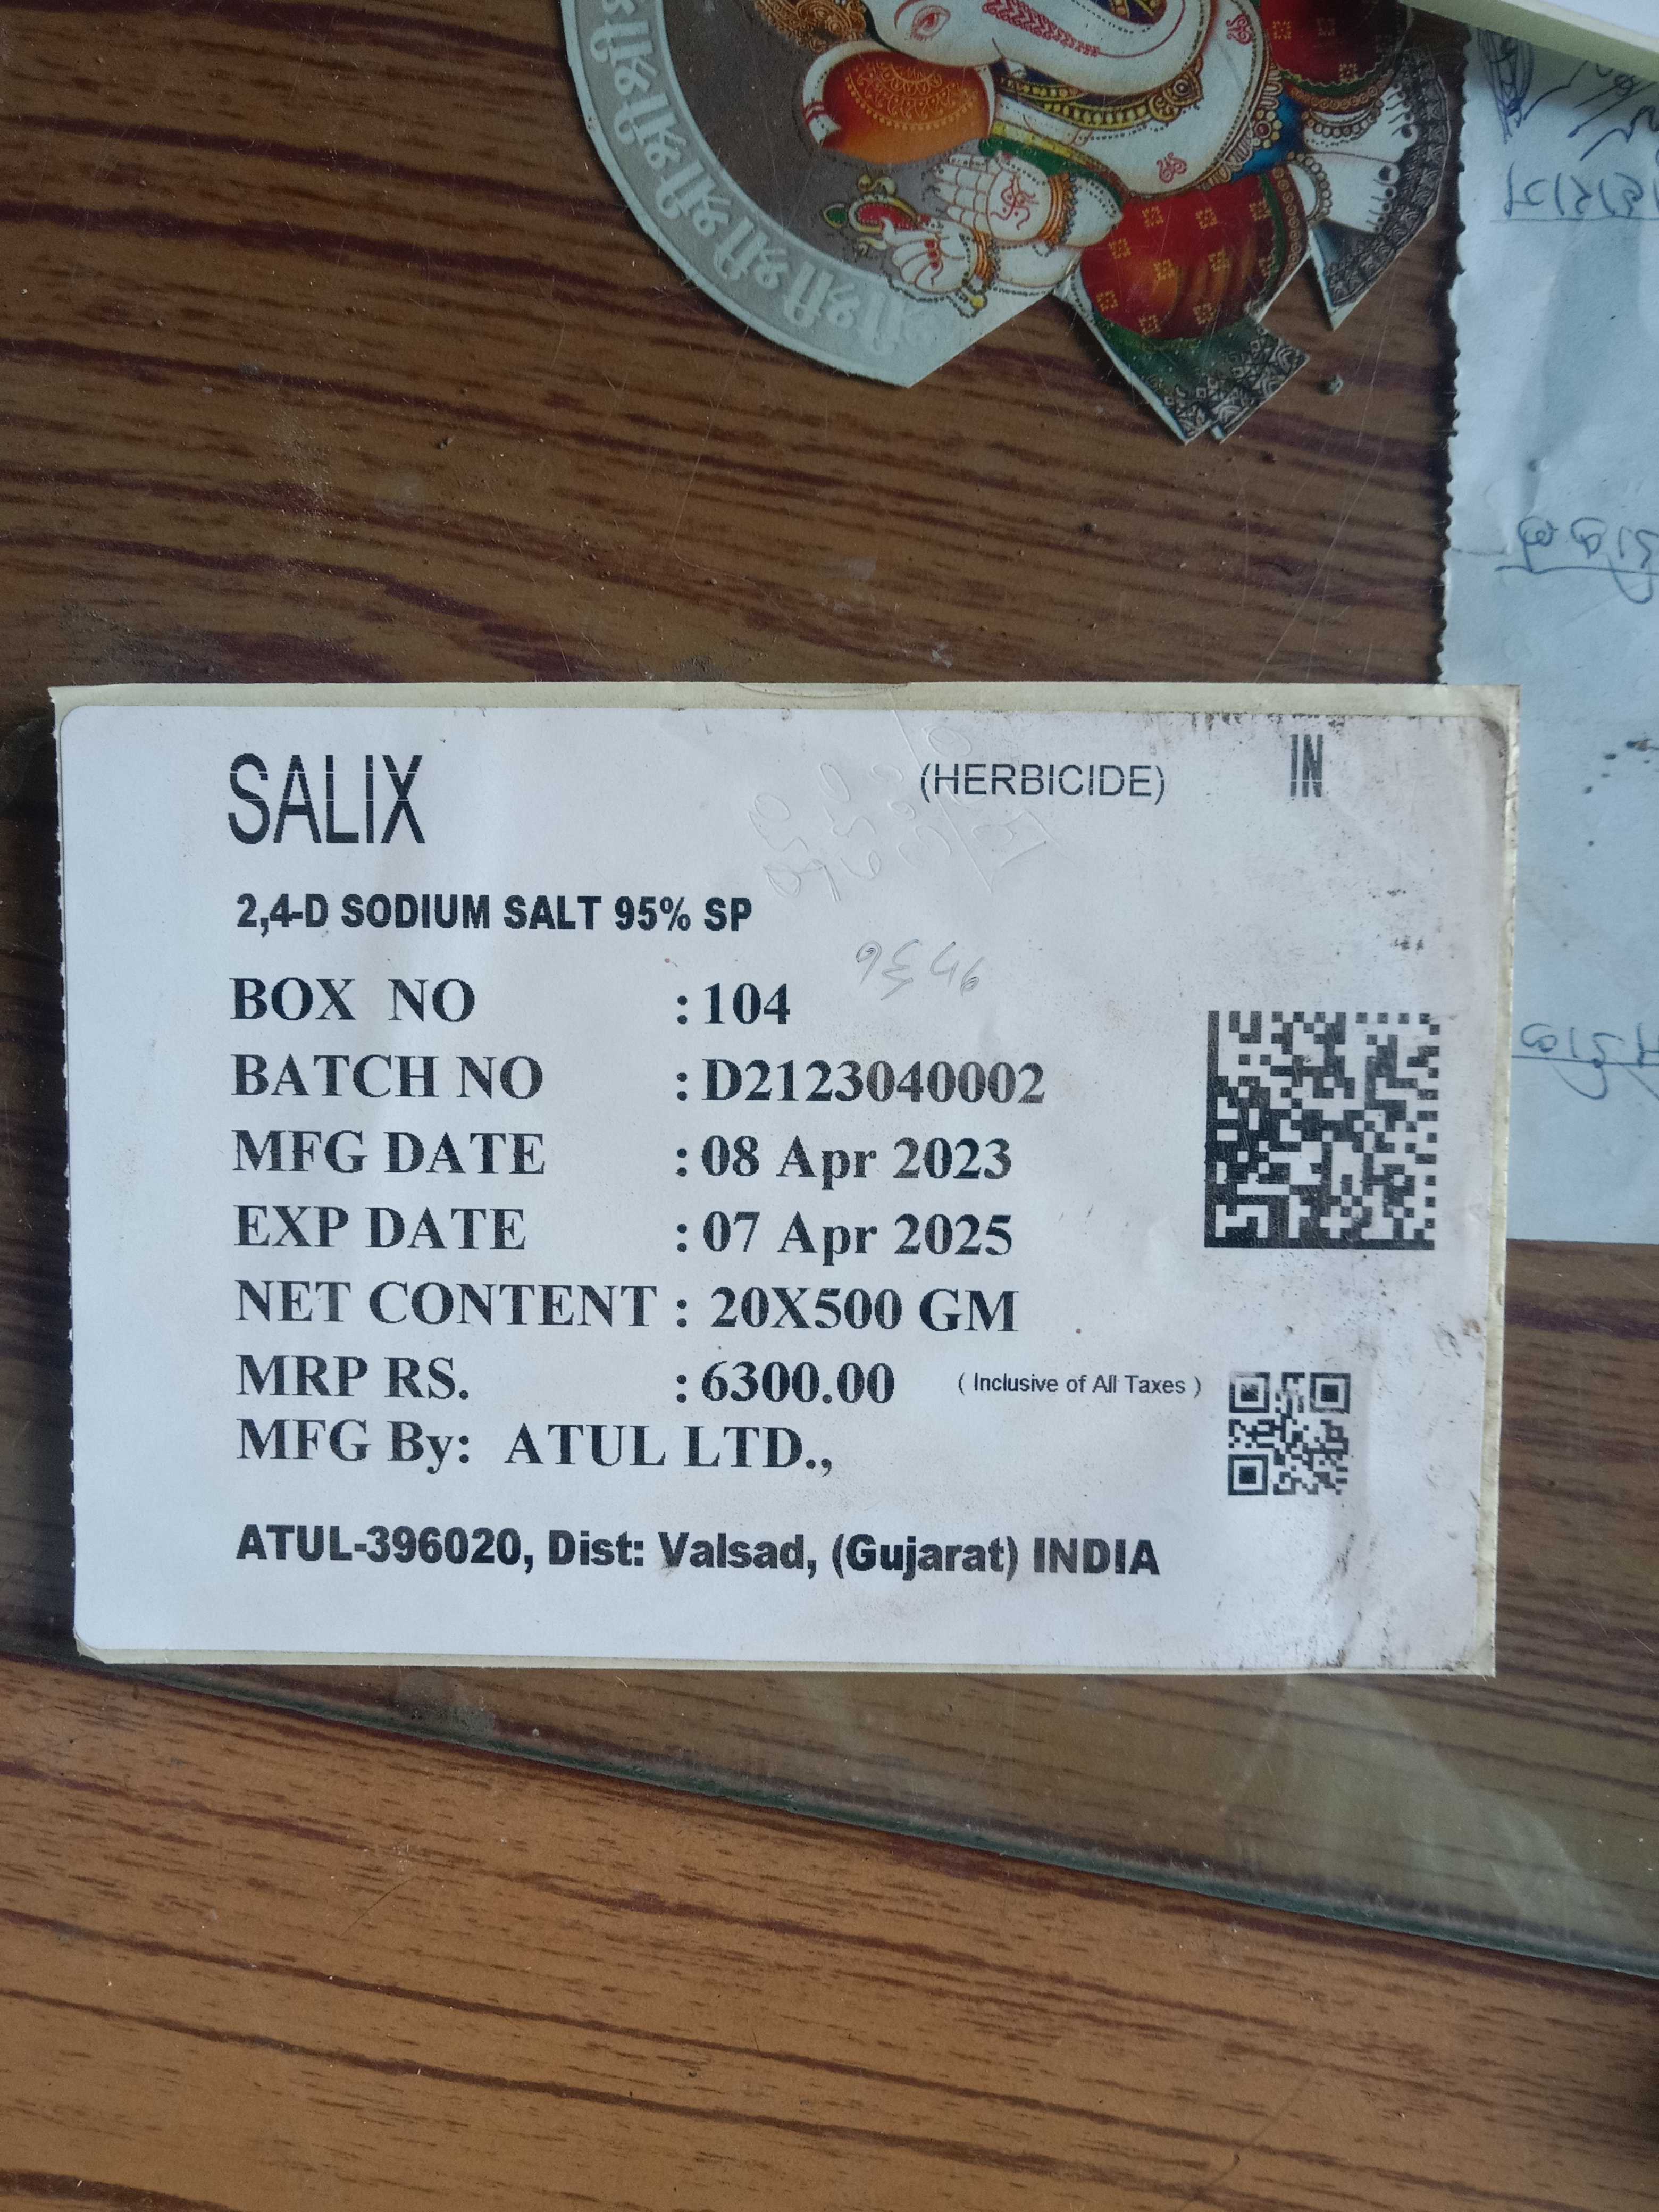 SALIX (HERBICIDE) IN
2,4-D SODIUM SALT 95% SP
BOX NO : 104
BATCH NO : D2123040002
MFG DATE : 08 Apr 2023
EXP DATE : 07 Apr 2025
NET CONTENT : 20X500 GM
MRP RS. : 6300.00 ( Inclusive of All Taxes )
MFG By: ATUL LTD.,
ATUL-396020, Dist: Valsad, (Gujarat) INDIA